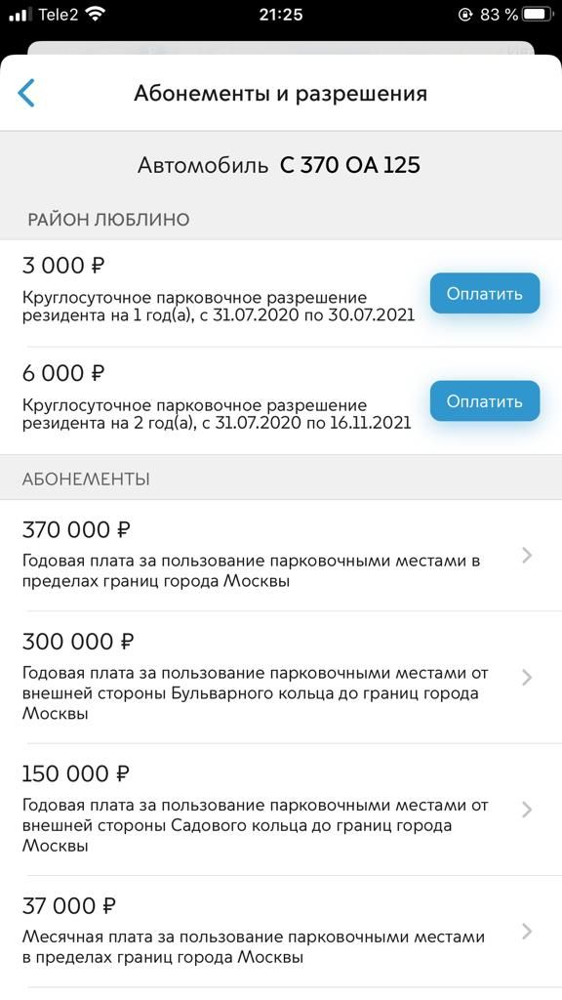 Tele2
21:25
83 %
Абонементы и разрешения
Автомобиль С 370 ОА 125
РАЙОН ЛЮБЛИНО
3 000 ₽
Круглосуточное парковочное разрешение
резидента на 1 год(а), с 31.07.2020 по 30.07.2021
Оплатить
6 000 ₽
Круглосуточное парковочное разрешение
резидента на 2 год(а), с 31.07.2020 по 16.11.2021
Оплатить
АБОНЕМЕНТЫ
370 000 ₽
Годовая плата за пользование парковочными местами в
пределах границ города Москвы
300 000 ₽
Годовая плата за пользование парковочными местами от
внешней стороны Бульварного кольца до границ города
Москвы
150 000 ₽
Годовая плата за пользование парковочными местами от
внешней стороны Садового кольца до границ города
Москвы
37 000 ₽
Месячная плата за пользование парковочными местами
в пределах границ города Москвы